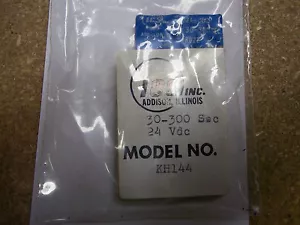 INC.
ADDISON, ILLINOIS
30-300 Sec
24 Vdc
MODEL NO.
KH144